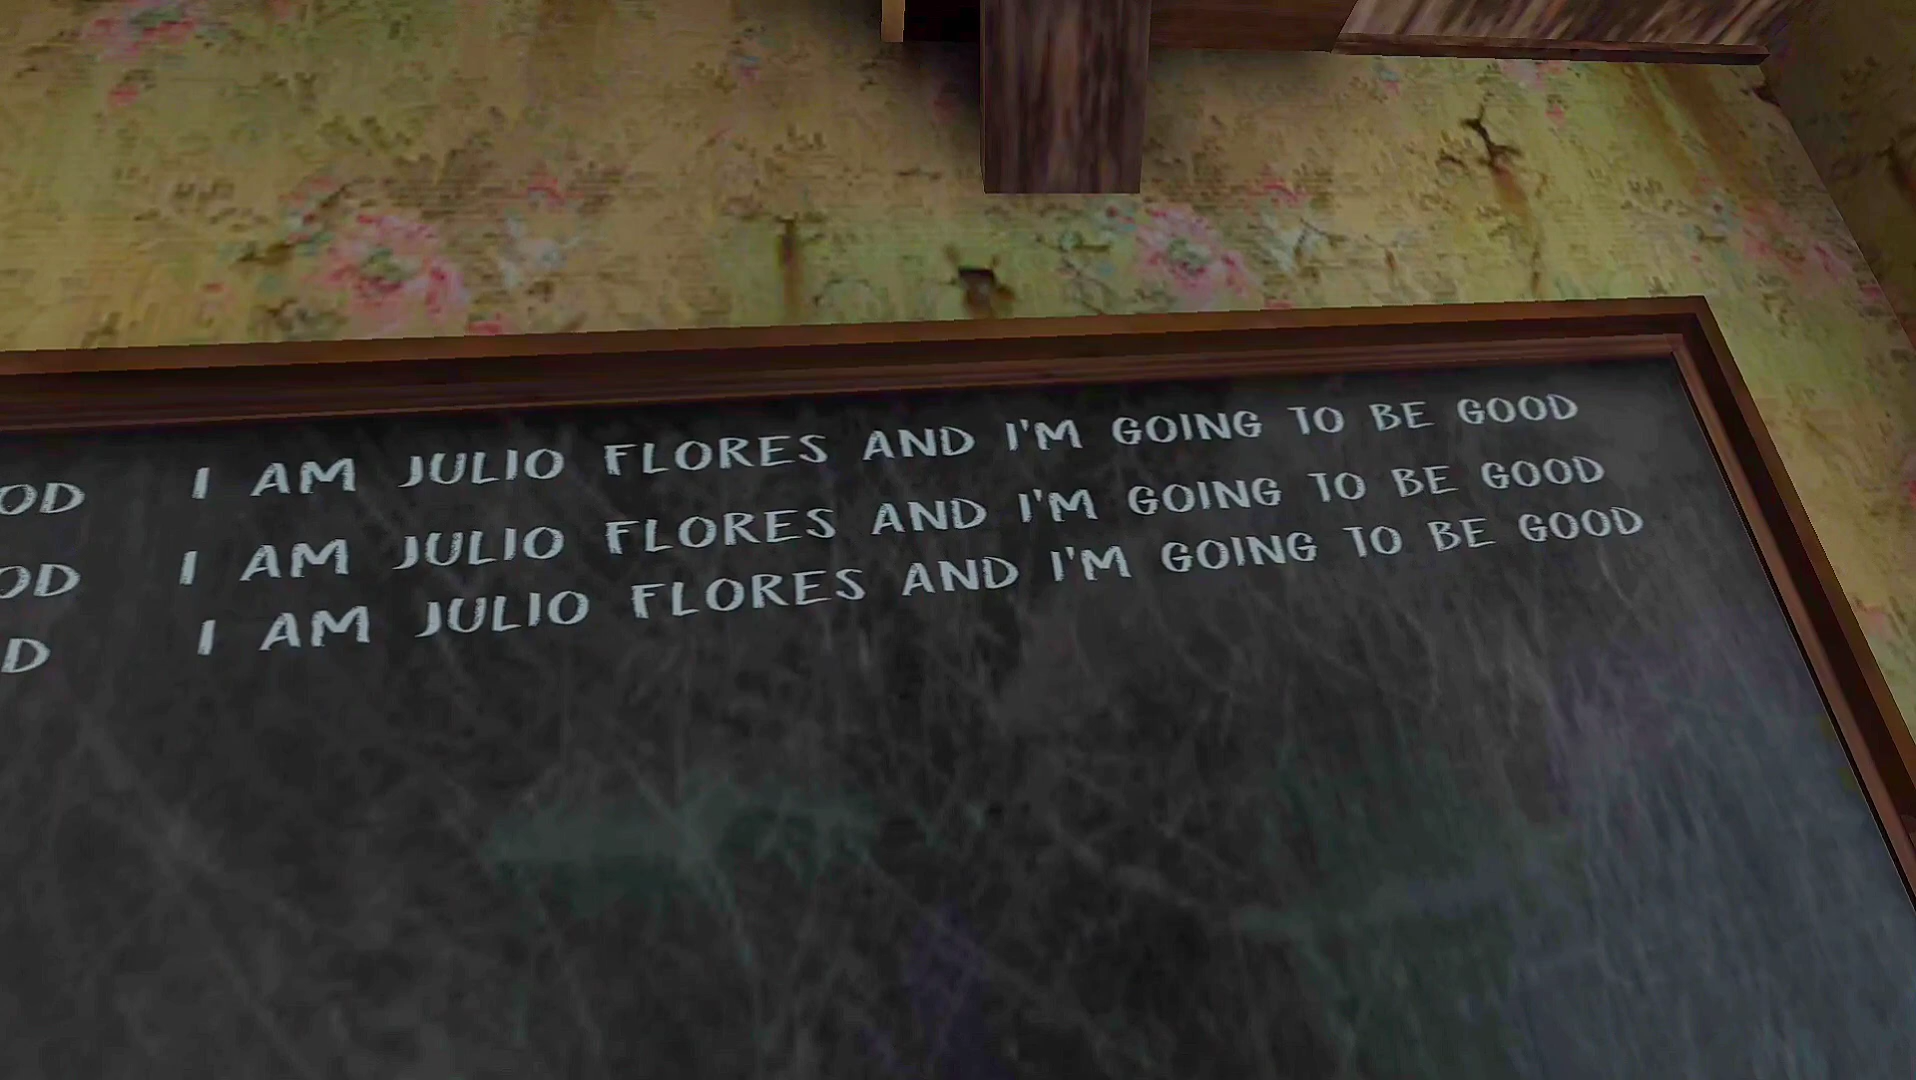 OD I AM JULIO FLORES AND I'M GOING TO BE GOOD
OD I AM JULIO FLORES AND I'M GOING TO BE GOOD
D I AM JULIO FLORES AND I'M GOING TO BE GOOD